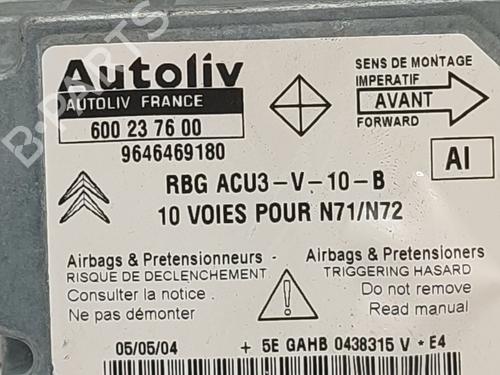 Autoliv
AUTOLIV FRANCE
600 23 76 00
9646469180
SENS DE MONTAGE
IMPERATIF
AVANT
FORWARD
AI
RBG ACU3-V-10-B
10 VOIES POUR N71/N72
Airbags & Pretensionneurs
RISQUE DE DECLENCHEMENT
Consulter la notice
Ne pas démonter
Airbags & Pretensioners
TRIGGERING HASARD
Do not remove
Read manual
05/05/04 + 5E GAHB 0438315 V * E4
B-PARTS